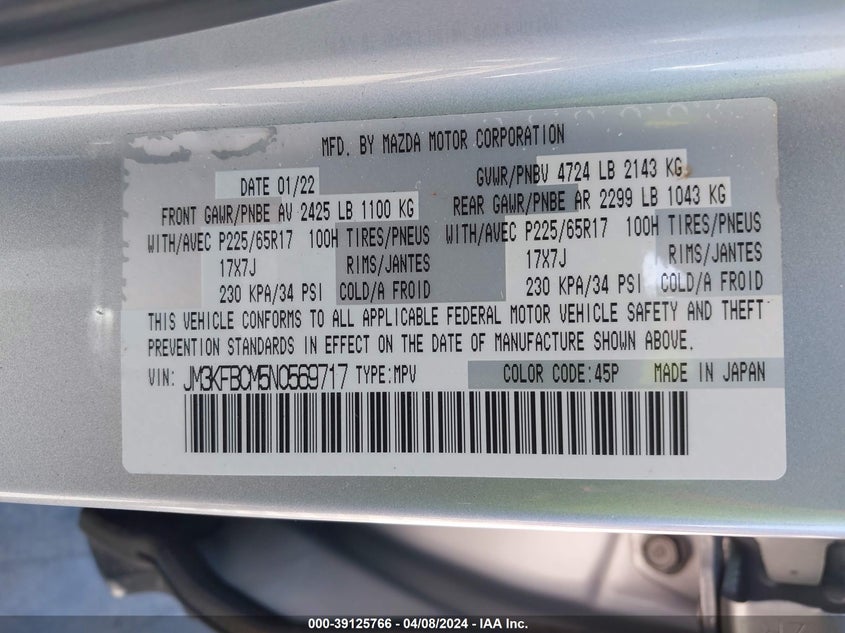 MFD. BY MAZDA MOTOR CORPORATION
DATE 01/22 GVWR/PNBV 4724 LB 2143 KG
FRONT GAWR/PNBE AV 2425 LB 1100 KG REAR GAWR/PNBE AR 2299 LB 1043 KG
WITH/AVEC P225/65R17 100H TIRES/PNEUS WITH/AVEC P225/65R17 100H TIRES/PNEUS
17X7J RIMS/JANTES 17X7J RIMS/JANTES
230 KPA/34 PSI COLD/A FROID 230 KPA/34 PSI COLD/A FROID
THIS VEHICLE CONFORMS TO ALL APPLICABLE FEDERAL MOTOR VEHICLE SAFETY AND THEFT
PREVENTION STANDARDS IN EFFECT ON THE DATE OF MANUFACTURE SHOWN ABOVE.
VIN: JM3KFBCM5N0569717 TYPE:MPV COLOR CODE:45P MADE IN JAPAN
000-39125766 - 04/08/2024 - IAA Inc.